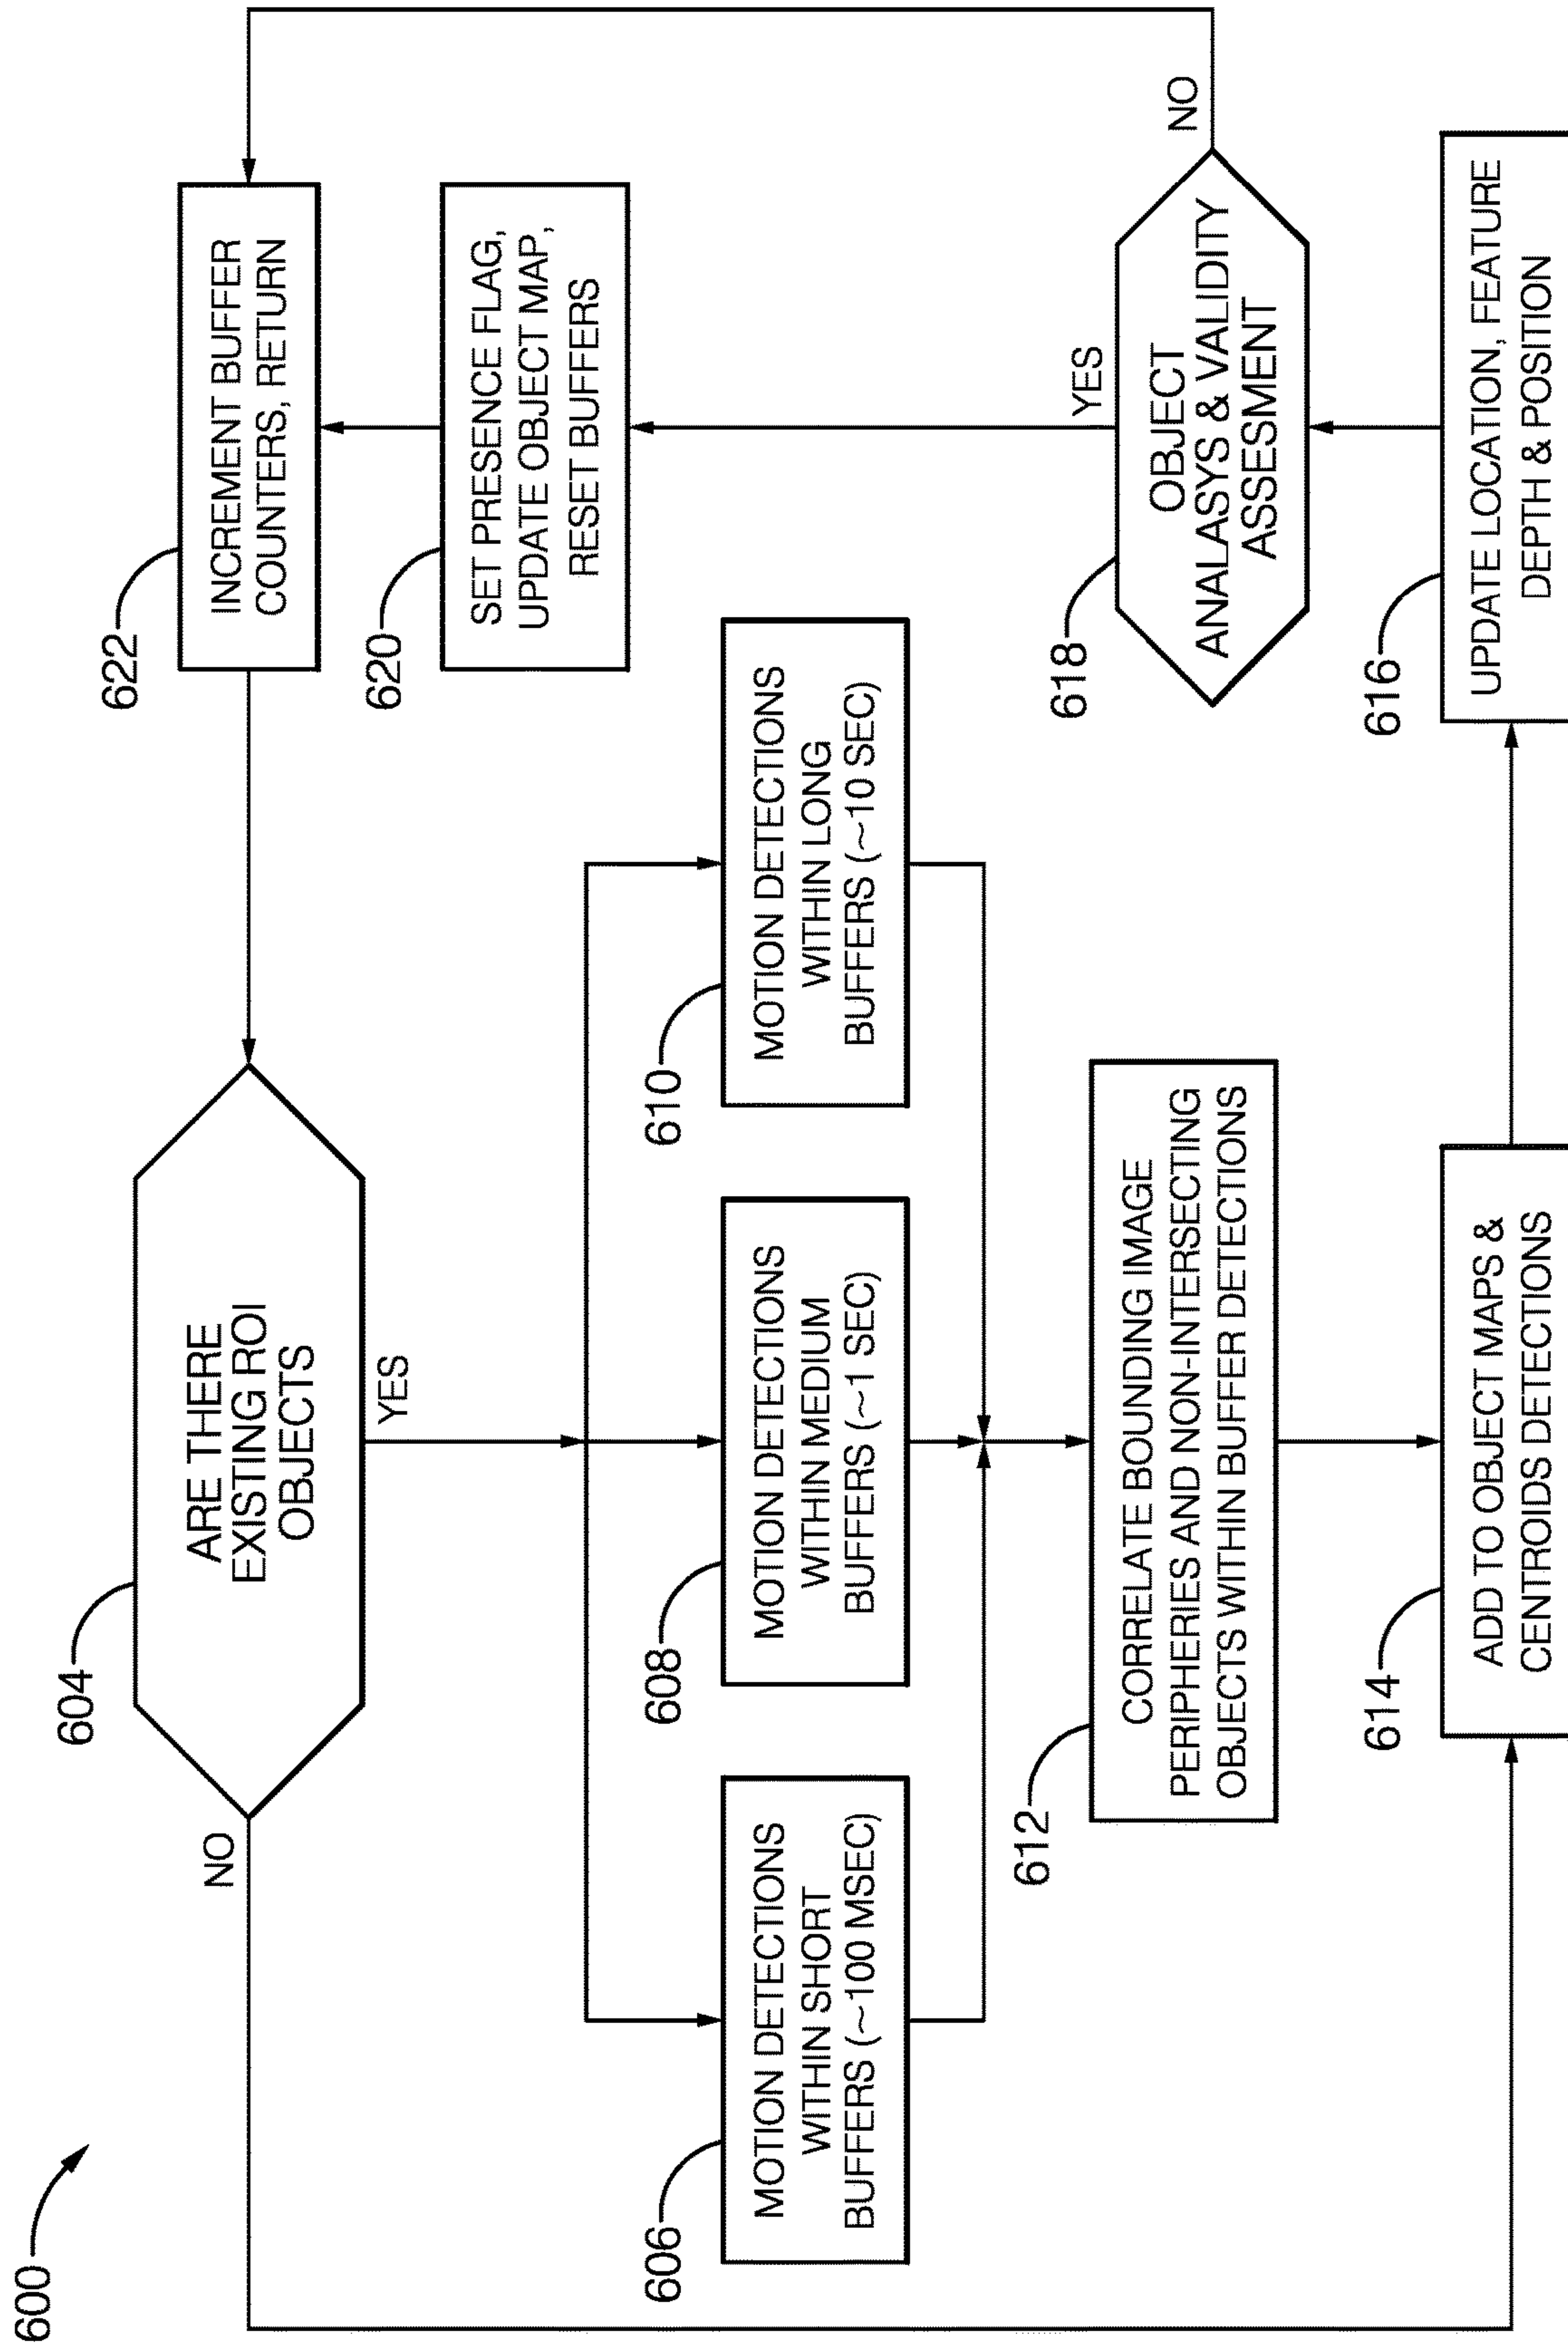 600
604
ARE THERE
EXISTING ROI
OBJECTS
NO
YES
622
INCREMENT BUFFER
COUNTERS, RETURN
620
SET PRESENCE FLAG,
UPDATE OBJECT MAP,
RESET BUFFERS
606
MOTION DETECTIONS
WITHIN SHORT
BUFFERS (~100 MSEC)
608
MOTION DETECTIONS
WITHIN MEDIUM
BUFFERS (~1 SEC)
610
MOTION DETECTIONS
WITHIN LONG
BUFFERS (~10 SEC)
612
CORRELATE BOUNDING IMAGE
PERIPHERIES AND NON-INTERSECTING
OBJECTS WITHIN BUFFER DETECTIONS
618
OBJECT
ANALASYS & VALIDITY
ASSESSMENT
YES
NO
614
ADD TO OBJECT MAPS &
CENTROIDS DETECTIONS
616
UPDATE LOCATION, FEATURE
DEPTH & POSITION